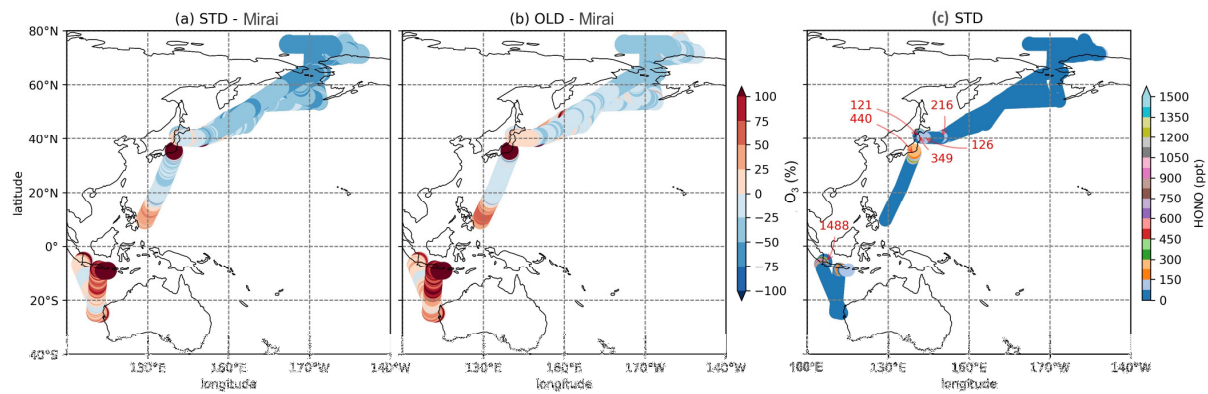 (a) STD - Mirai
(b) OLD - Mirai
(c) STD
80°N
60°N
40°N
20°N
0°
20°S
40°S
latitude
130°E
160°E
170°W
140°W
longitude
130°E
160°E
170°W
140°W
longitude
100
75
50
25
0
−25
−50
−75
−100
O₃ (%)
80°N
60°N
40°N
20°N
0°
20°S
40°S
121
440
216
126
349
1488
100°E
130°E
160°E
170°W
140°W
longitude
1500
1350
1200
1050
900
750
600
450
300
150
0
HONO (ppt)